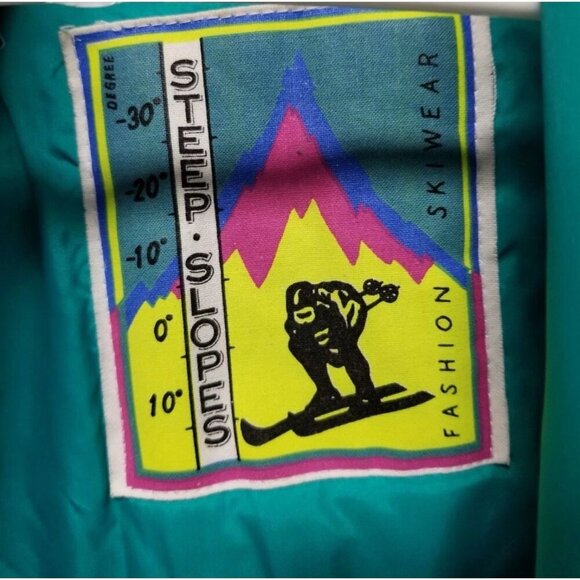 DEGREE
-30°
-20°
-10°
0°
10°
STEEP·SLOPES
FASHION SKIWEAR